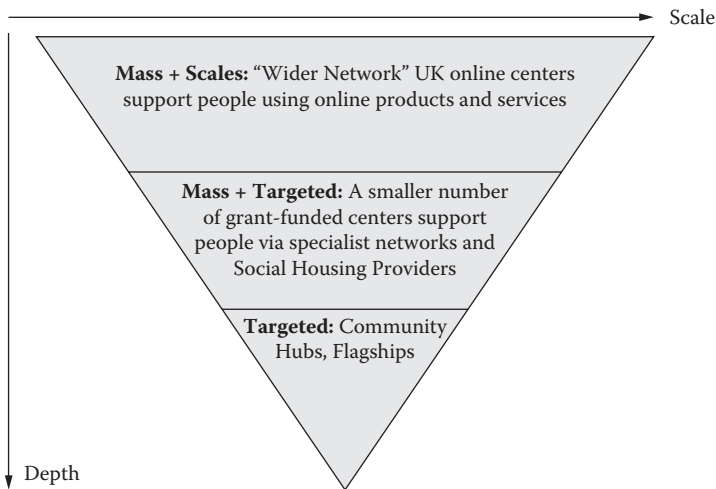 Scale
Mass + Scales: “Wider Network” UK online centers
support people using online products and services
Mass + Targeted: A smaller number
of grant-funded centers support
people via specialist networks and
Social Housing Providers
Targeted: Community
Hubs, Flagships
Depth